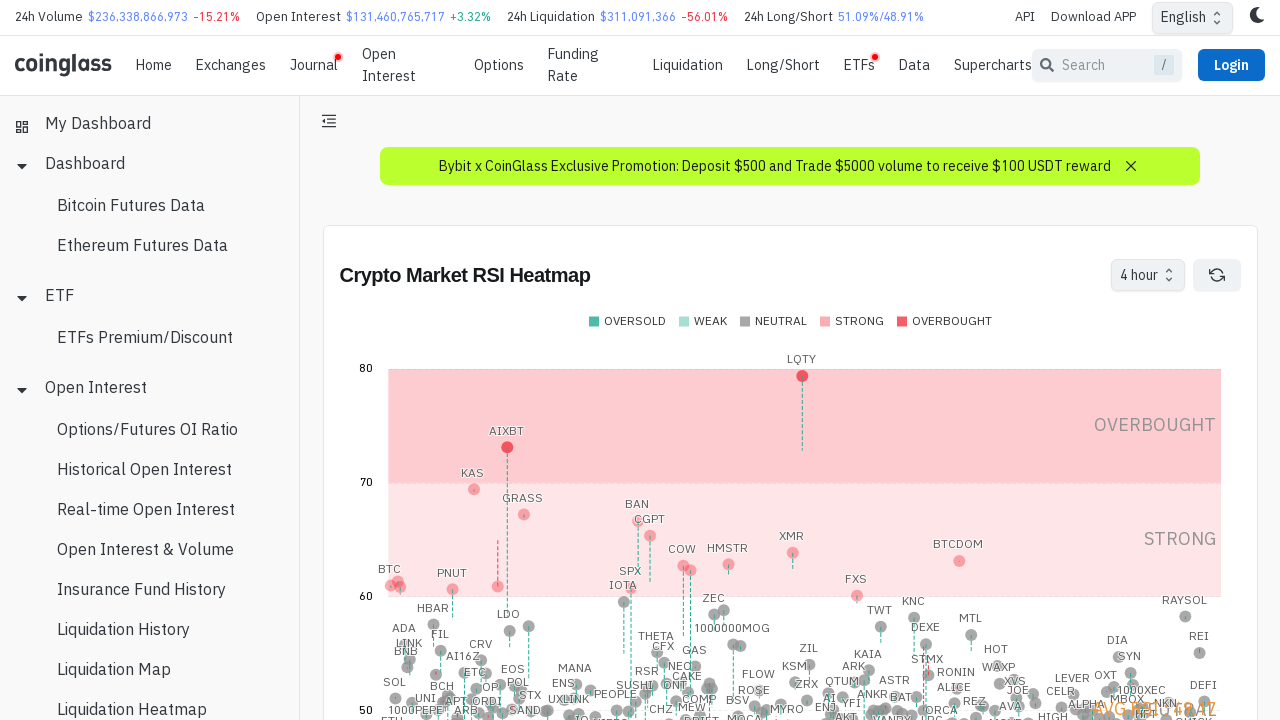 24h Volume $236,338,866,973 -15.21% Open Interest $131,460,765,717 +3.32% 24h Liquidation $311,091,366 -56.01% 24h Long/Short 51.09%/48.91% API Download APP English
coinglass Home Exchanges Journal Open Interest Options Funding Rate Liquidation Long/Short ETFs Data Supercharts Search / Login
My Dashboard
Dashboard
Bitcoin Futures Data
Ethereum Futures Data
ETF
ETFs Premium/Discount
Open Interest
Options/Futures OI Ratio
Historical Open Interest
Real-time Open Interest
Open Interest & Volume
Insurance Fund History
Liquidation History
Liquidation Map
Liquidation Heatmap
Bybit x CoinGlass Exclusive Promotion: Deposit $500 and Trade $5000 volume to receive $100 USDT reward
Crypto Market RSI Heatmap 4 hour
OVERSOLD WEAK NEUTRAL STRONG OVERBOUGHT
LQTY
80
OVERBOUGHT
AIXBT
KAS
70
GRASS
BAN
CGPT
XMR STRONG
COW HMSTR BTCDOM
BTC PNUT SPX FXS
IOTA
60 ZEC KNC RAYSOL
HBAR LDO TWT MTL
ADA FIL THETA 1000000MOG DEXE REI
LINK CRV CFX GAS ZIL HOT DIA
BNB AI16Z KAIA STMX SYN
ETC EOS MANA RSR NEO KSM ARK RONIN WAXP
SOL BCH OP POL ENS SUSHI ONT CAKE FLOW ZRX QTUM ASTR ALICE XVS LEVER OXT DEFI
UNI STX PEOPLE ROSE ANKR BAT JOE CELR 1000XEC
50 CHZ MEW BSV MYRO ENJ YFI ORCA REZ AVA ALPHA MBOX NKN
ARB SAND HIGH